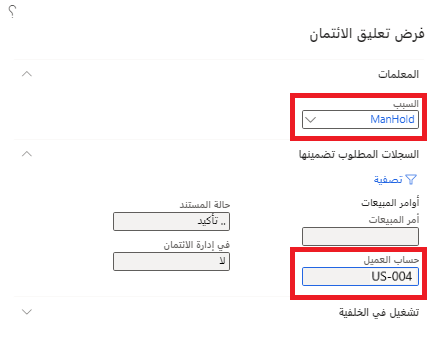 ؟
فرض تعليق الائتمان
المعلمات
السبب
ManHold
السجلات المطلوب تضمينها
تصفية
أوامر المبيعات
أمر المبيعات
حساب العميل
US-004
حالة المستند
.. تأكيد
في إدارة الائتمان
لا
تشغيل في الخلفية